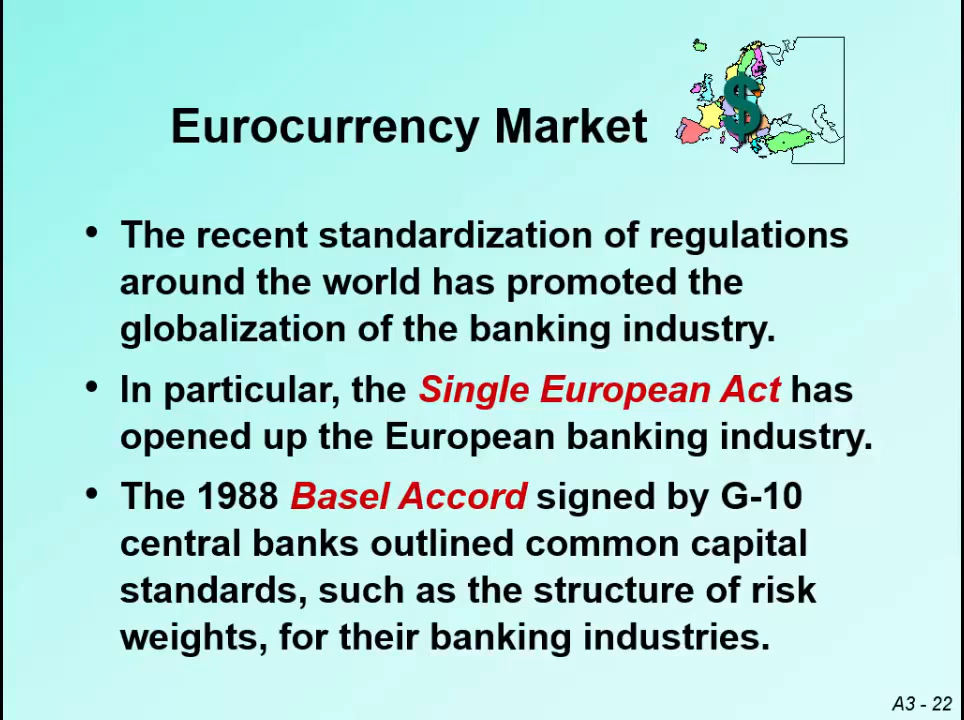 $
Eurocurrency Market
• The recent standardization of regulations
around the world has promoted the
globalization of the banking industry.
• In particular, the Single European Act has
opened up the European banking industry.
• The 1988 Basel Accord signed by G-10
central banks outlined common capital
standards, such as the structure of risk
weights, for their banking industries.
A3 - 22